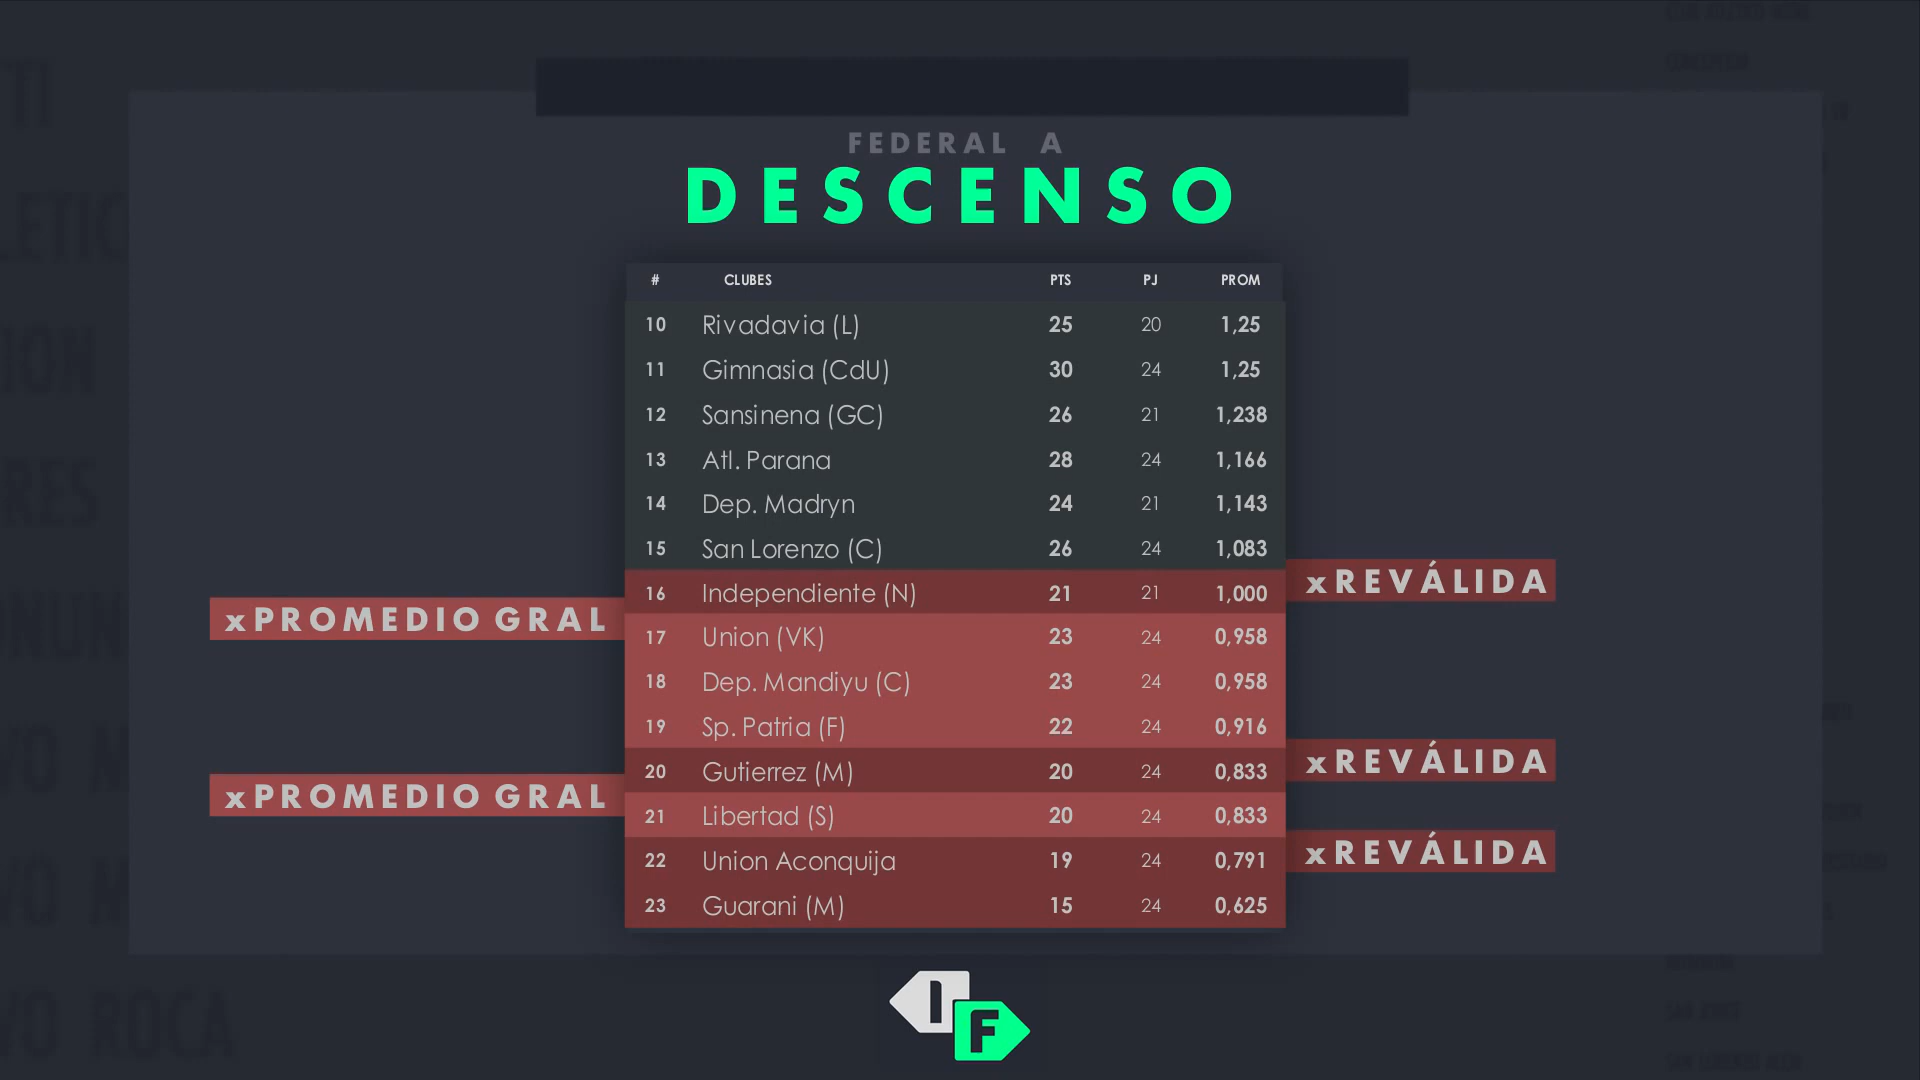 FEDERAL A
DESCENSO
# CLUBES PTS PJ PROM
10 Rivadavia (L) 25 20 1,25
11 Gimnasia (CdU) 30 24 1,25
12 Sansinena (GC) 26 21 1,238
13 Atl. Parana 28 24 1,166
14 Dep. Madryn 24 21 1,143
15 San Lorenzo (C) 26 24 1,083
16 Independiente (N) 21 21 1,000
xREVÁLIDA
xPROMEDIO GRAL
17 Union (VK) 23 24 0,958
18 Dep. Mandiyu (C) 23 24 0,958
19 Sp. Patria (F) 22 24 0,916
20 Gutierrez (M) 20 24 0,833
xREVÁLIDA
xPROMEDIO GRAL
21 Libertad (S) 20 24 0,833
22 Union Aconquija 19 24 0,791
xREVÁLIDA
23 Guarani (M) 15 24 0,625
I
F
VO ROCA